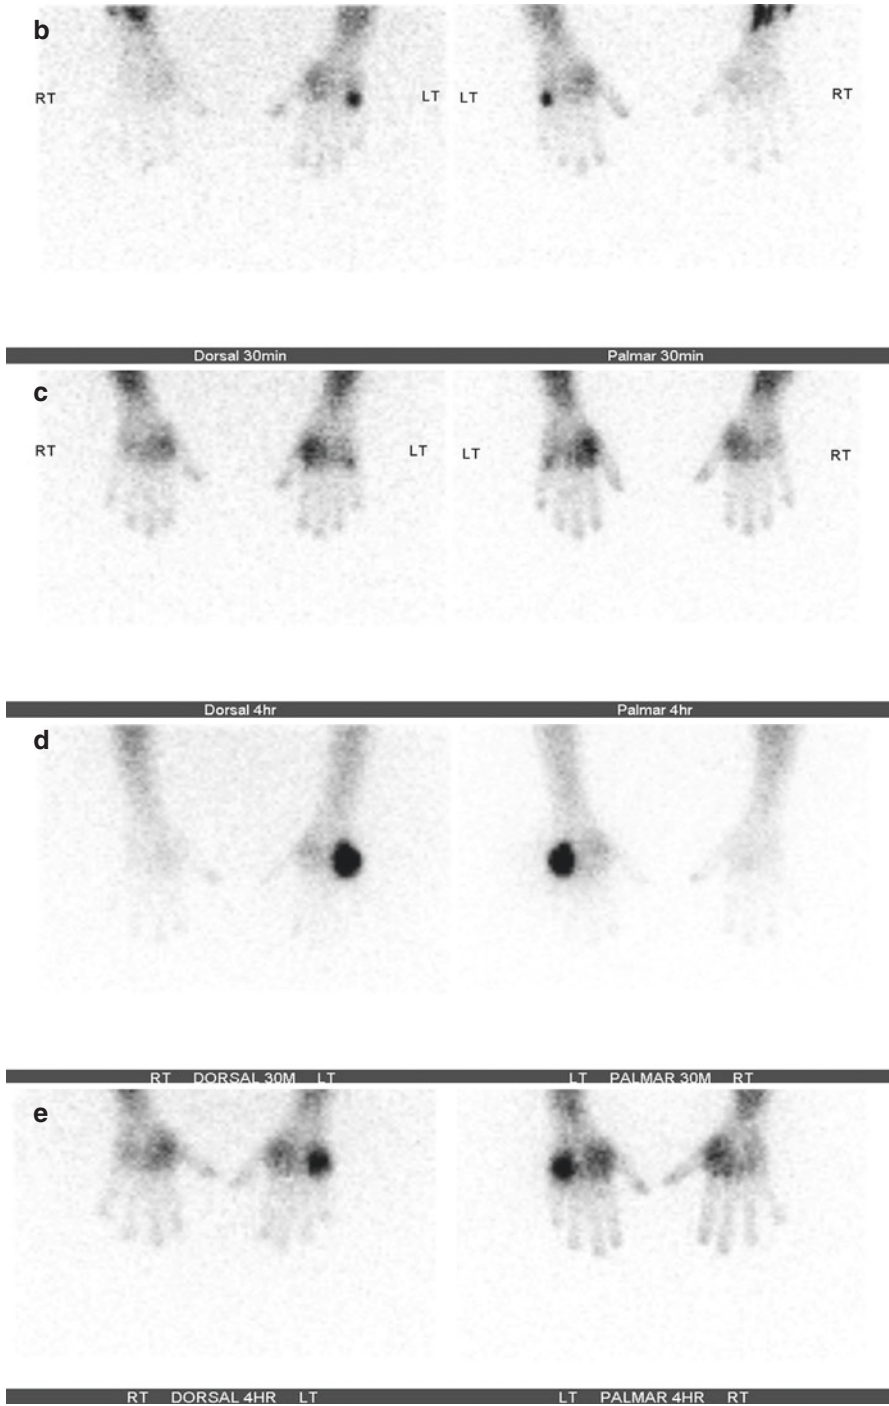 b
RT LT LT RT
Dorsal 30min Palmar 30min
c
RT LT LT RT
Dorsal 4hr Palmar 4hr
d
RT DORSAL 30M LT LT PALMAR 30M RT
e
RT DORSAL 4HR LT LT PALMAR 4HR RT